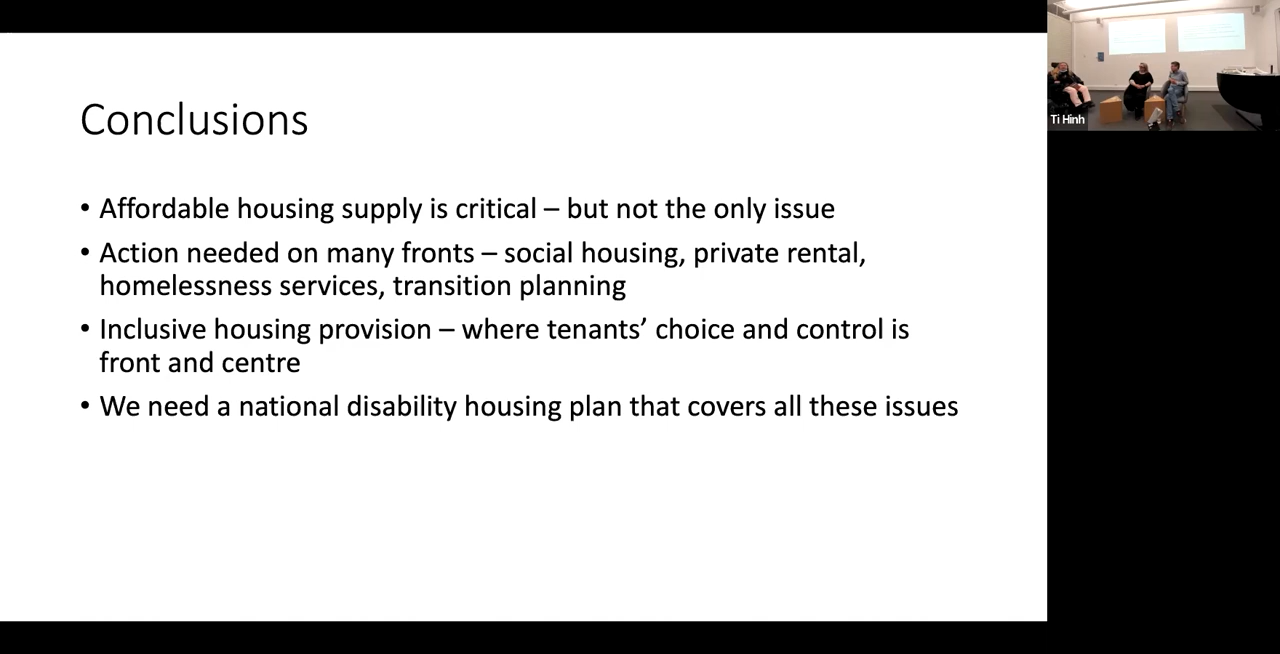 Conclusions
• Affordable housing supply is critical – but not the only issue
• Action needed on many fronts – social housing, private rental,
homelessness services, transition planning
• Inclusive housing provision – where tenants’ choice and control is
front and centre
• We need a national disability housing plan that covers all these issues
Ti Hinh